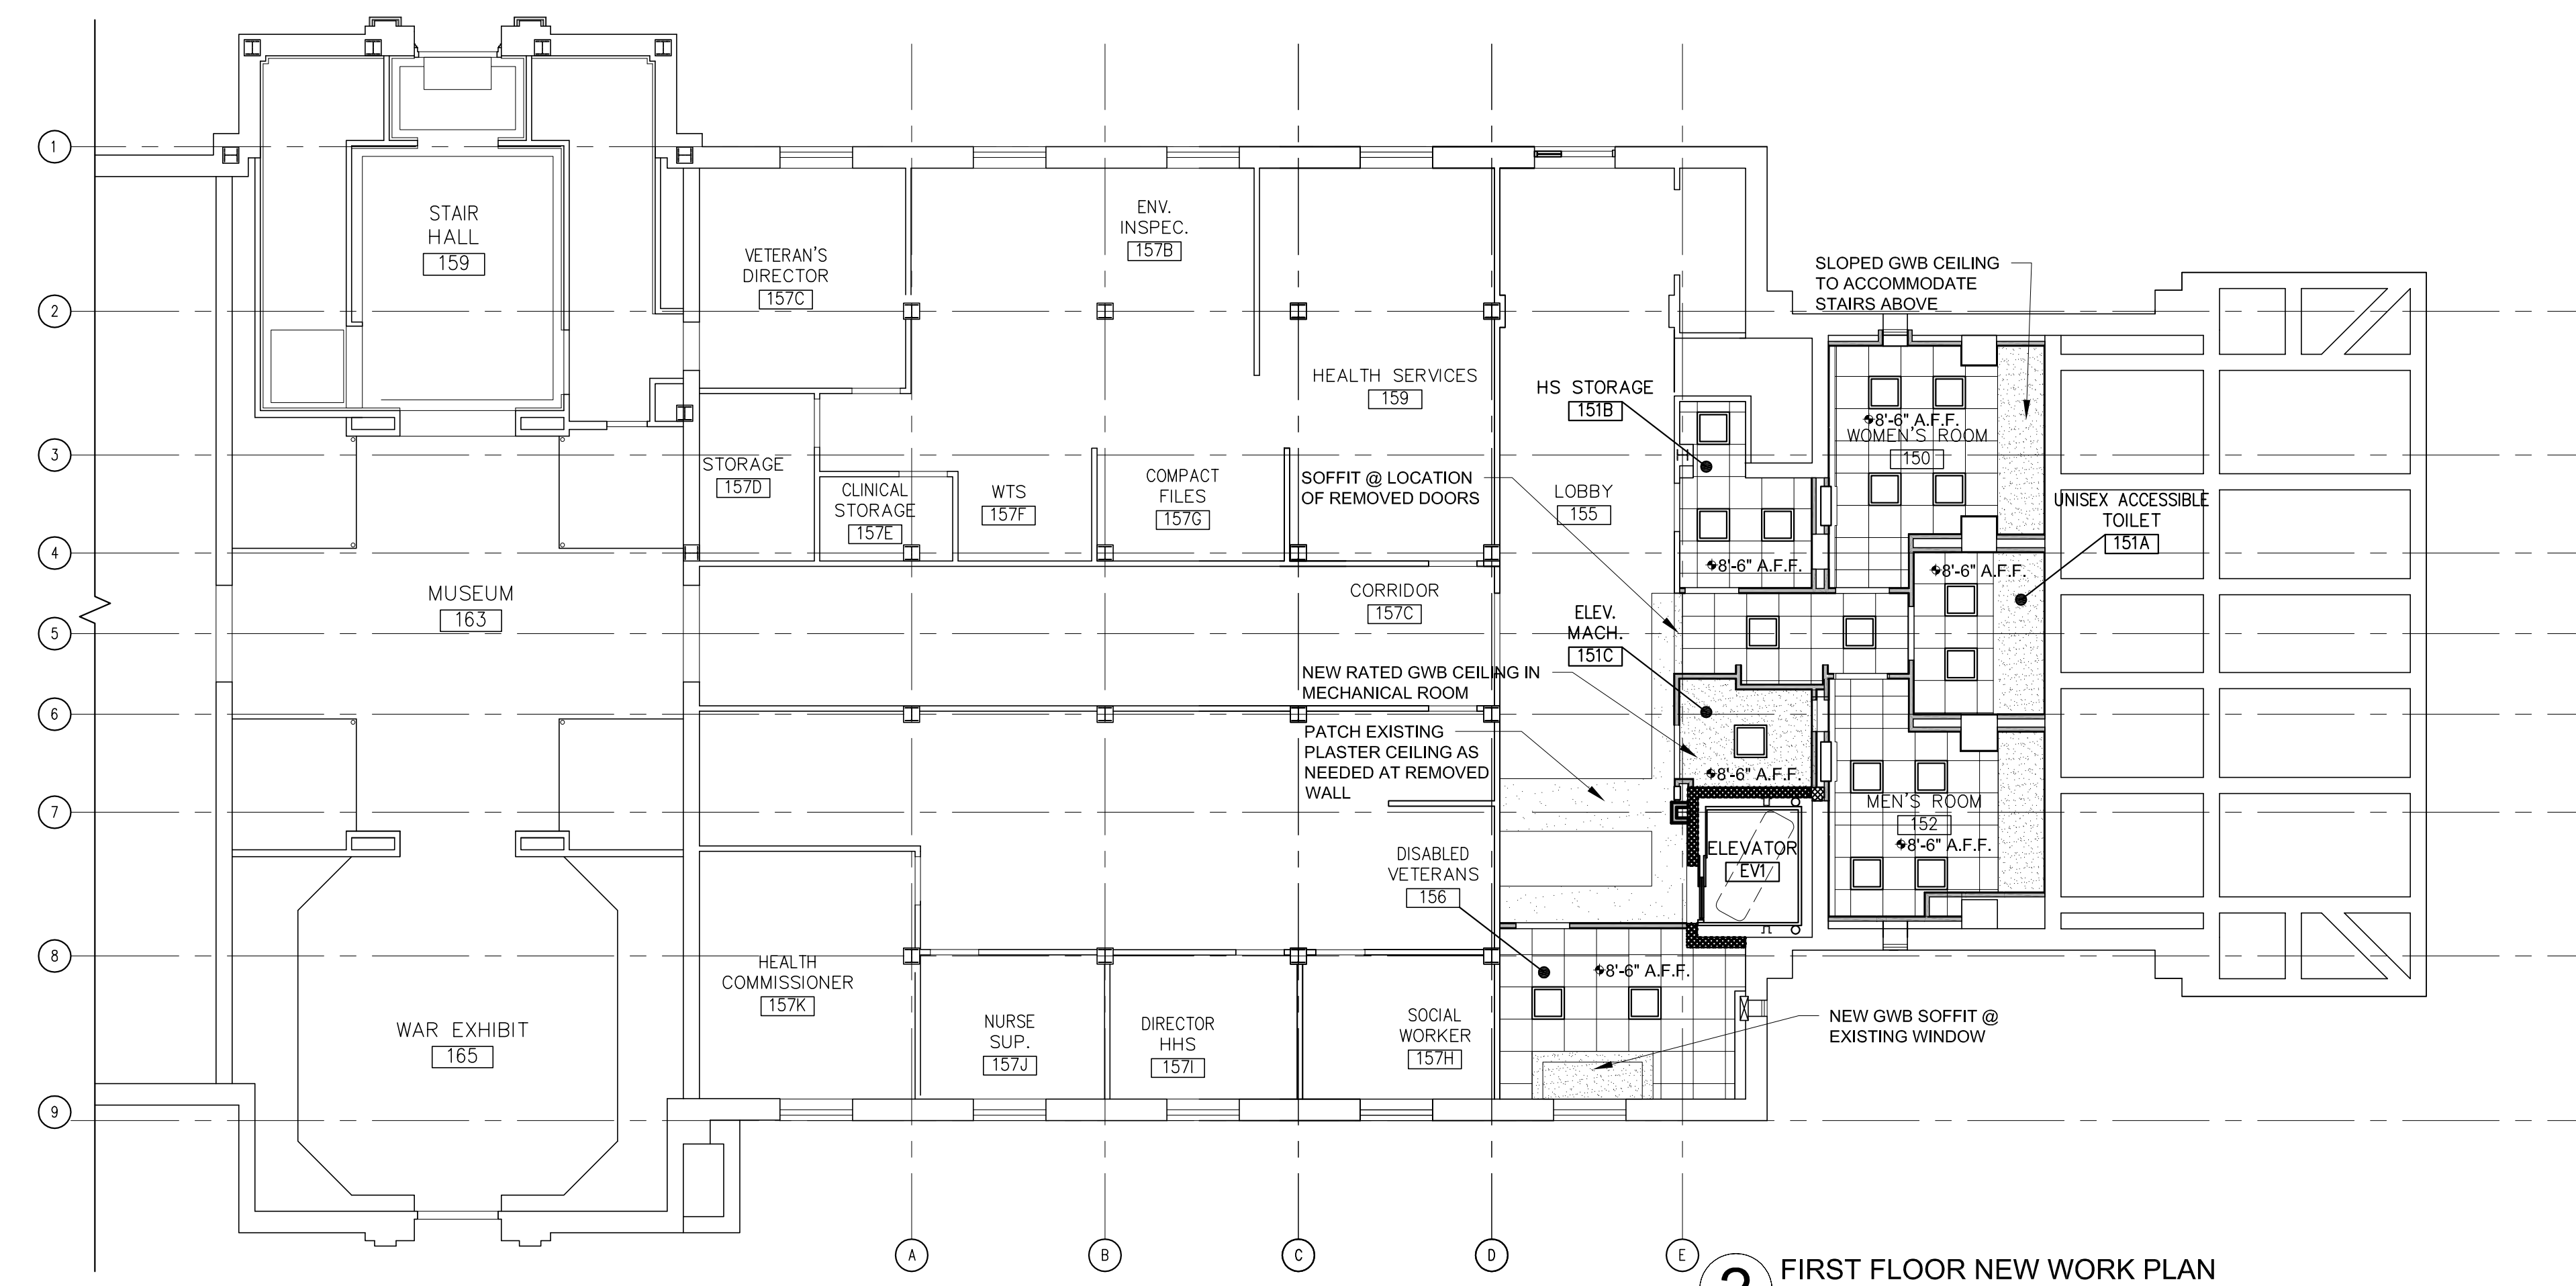 1
2
3
4
5
6
7
8
9
STAIR
HALL
159
VETERAN'S
DIRECTOR
157C
ENV.
INSPEC.
157B
HEALTH SERVICES
159
STORAGE
157D
CLINICAL
STORAGE
157E
WTS
157F
COMPACT
FILES
157G
SOFFIT @ LOCATION
OF REMOVED DOORS
LOBBY
155
HS STORAGE
151B
8'-6" A.F.F.
SLOPED GWB CEILING
TO ACCOMMODATE
STAIRS ABOVE
8'-6" A.F.F.
WOMEN'S ROOM
150
UNISEX ACCESSIBLE
TOILET
151A
8'-6" A.F.F.
MUSEUM
163
CORRIDOR
157C
ELEV.
MACH.
151C
NEW RATED GWB CEILING IN
MECHANICAL ROOM
8'-6" A.F.F.
PATCH EXISTING
PLASTER CEILING AS
NEEDED AT REMOVED
WALL
MEN'S ROOM
152
8'-6" A.F.F.
ELEVATOR
EV1
DISABLED
VETERANS
156
8'-6" A.F.F.
HEALTH
COMMISSIONER
157K
NURSE
SUP.
157J
DIRECTOR
HHS
157I
SOCIAL
WORKER
157H
NEW GWB SOFFIT @
EXISTING WINDOW
WAR EXHIBIT
165
A
B
C
D
E
2
FIRST FLOOR NEW WORK PLAN